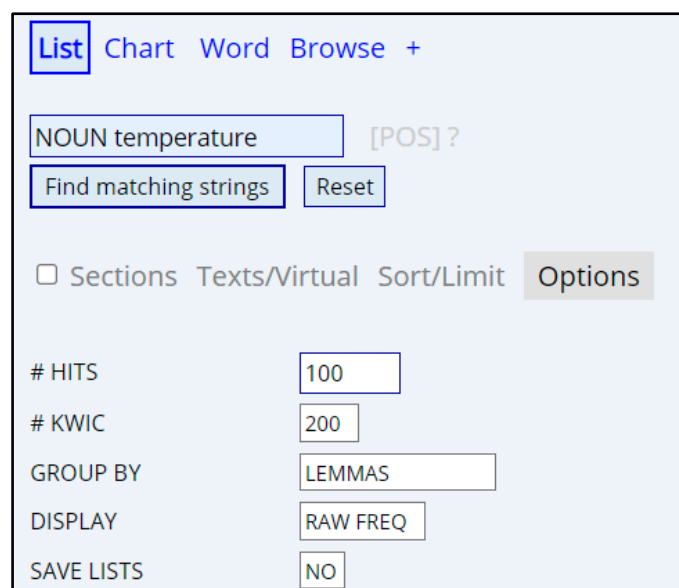 List Chart Word Browse +
NOUN temperature [POS] ?
Find matching strings Reset
Sections Texts/Virtual Sort/Limit Options
# HITS 100
# KWIC 200
GROUP BY LEMMAS
DISPLAY RAW FREQ
SAVE LISTS NO